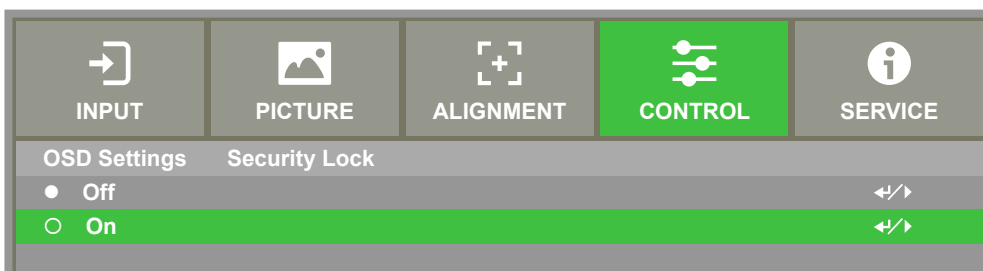 INPUT PICTURE ALIGNMENT CONTROL SERVICE
OSD Settings Security Lock
Off
On